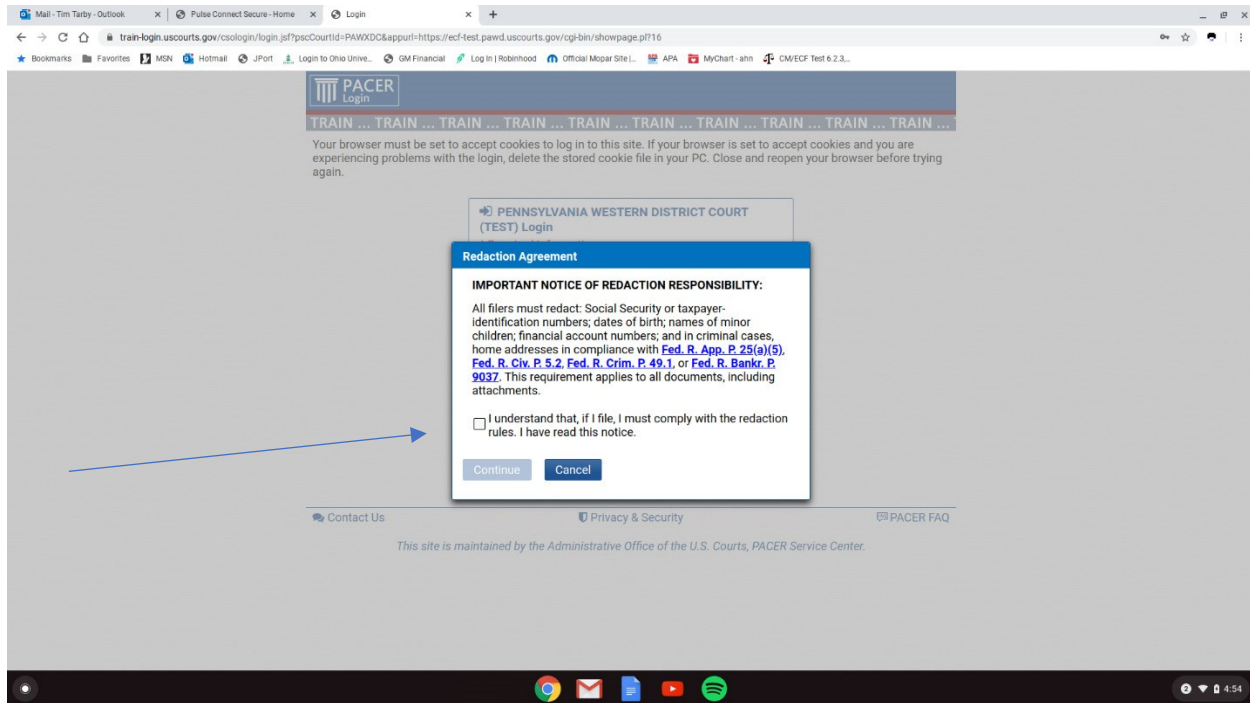 Mail - Tim Tarby - Outlook
Pulse Connect Secure - Home
Login
train-login.uscourts.gov/csologin/login.jsf?pscCourtId=PAWXDC&appurl=https://ecf-test.pawd.uscourts.gov/cgi-bin/showpage.pl?16
Bookmarks Favorites MSN Hotmail JPort Login to Ohio Unive... GM Financial Log In | Robinhood Official Mopar Site |... APA MyChart - ahn CM/ECF Test 6.2.3,...
PACER
Login
TRAIN ... TRAIN ... TRAIN ... TRAIN ... TRAIN ... TRAIN ... TRAIN ... TRAIN ... TRAIN ... TRAIN ...
Your browser must be set to accept cookies to log in to this site. If your browser is set to accept cookies and you are
experiencing problems with the login, delete the stored cookie file in your PC. Close and reopen your browser before trying
again.
PENNSYLVANIA WESTERN DISTRICT COURT
(TEST) Login
Redaction Agreement
IMPORTANT NOTICE OF REDACTION RESPONSIBILITY:
All filers must redact: Social Security or taxpayer-
identification numbers; dates of birth; names of minor
children; financial account numbers; and in criminal cases,
home addresses in compliance with Fed. R. App. P. 25(a)(5),
Fed. R. Civ. P. 5.2, Fed. R. Crim. P. 49.1, or Fed. R. Bankr. P.
9037. This requirement applies to all documents, including
attachments.
I understand that, if I file, I must comply with the redaction
rules. I have read this notice.
Continue Cancel
Contact Us Privacy & Security PACER FAQ
This site is maintained by the Administrative Office of the U.S. Courts, PACER Service Center.
2 4:54